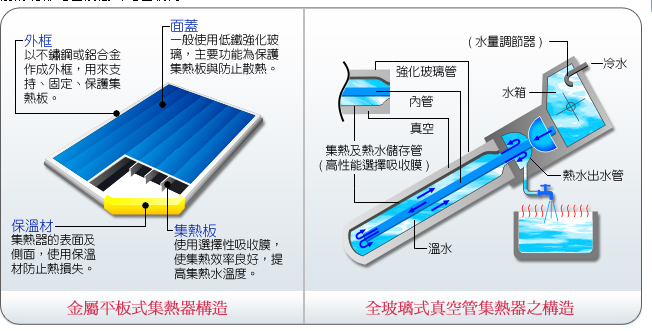 外框
以不鏽鋼或鋁合金
作成外框，用來支
持、固定、保護集
熱板。
面蓋
一般使用低鐵強化玻
璃，主要功能為保護
集熱板與防止散熱。
保溫材
集熱器的表面及
側面，使用保溫
材防止熱損失。
集熱板
使用選擇性吸收膜，
使集熱效率良好，提
高集熱水溫度。
金屬平板式集熱器構造
(水量調節器)
冷水
水箱
強化玻璃管
內管
真空
集熱及熱水儲存管
(高性能選擇吸收膜)
熱水出水管
溫水
全玻璃式真空管集熱器之構造